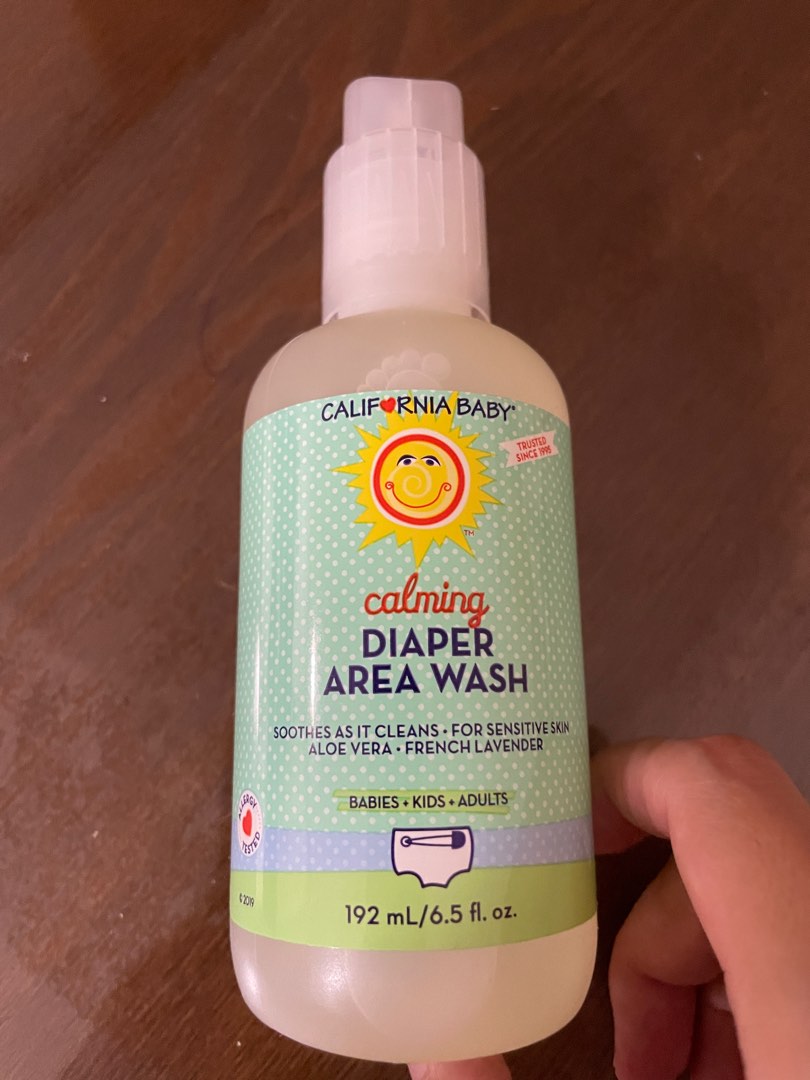 CALIFORNIA BABY®
TRUSTED
SINCE 1995
TM
calming
DIAPER
AREA WASH
SOOTHES AS IT CLEANS • FOR SENSITIVE SKIN
ALOE VERA • FRENCH LAVENDER
BABIES + KIDS + ADULTS
ALLERGY
TESTED
©2019
192 mL/6.5 fl. oz.